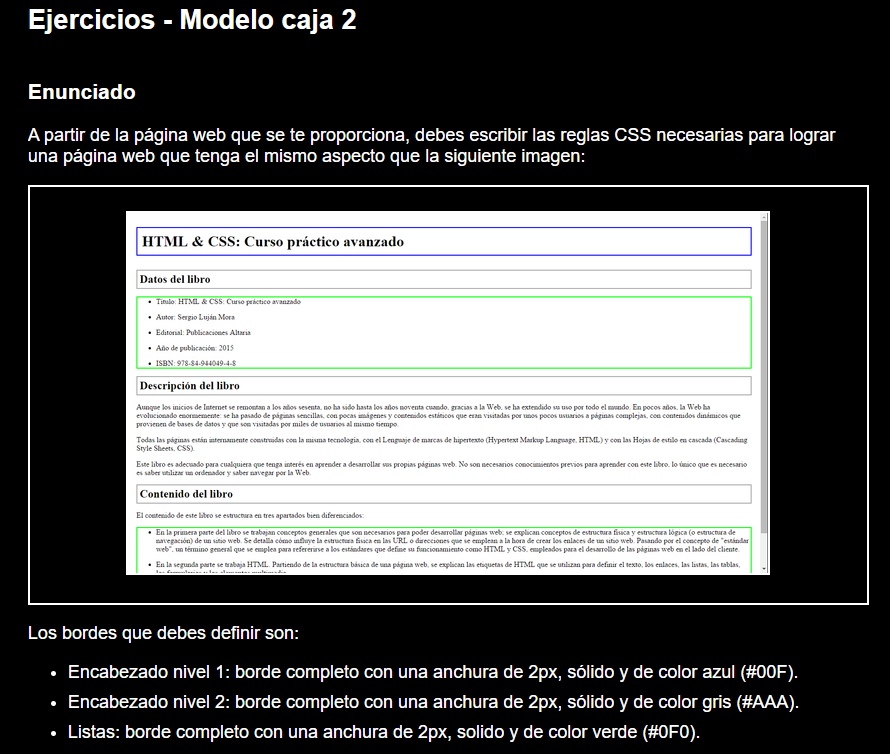 Ejercicios - Modelo caja 2
Enunciado
A partir de la página web que se te proporciona, debes escribir las reglas CSS necesarias para lograr
una página web que tenga el mismo aspecto que la siguiente imagen:
HTML & CSS: Curso práctico avanzado
Datos del libro
• Título: HTML & CSS: Curso práctico avanzado
• Autor: Sergio Luján Mora
• Editorial: Publicaciones Altaria
• Año de publicación: 2015
• ISBN: 978-84-944049-4-8
Descripción del libro
Aunque los inicios de Internet se remontan a los años sesenta, no ha sido hasta los años noventa cuando, gracias a la Web, se ha extendido su uso por todo el mundo. En pocos años, la Web ha
evolucionado enormemente: se ha pasado de páginas sencillas, con pocas imágenes y contenidos estáticos que eran visitadas por unos pocos usuarios a páginas complejas, con contenidos dinámicos que
provienen de bases de datos y que son visitadas por miles de usuarios al mismo tiempo.
Todas las páginas están internamente construidas con la misma tecnología, con el Lenguaje de marcas de hipertexto (Hypertext Markup Language, HTML) y con las Hojas de estilo en cascada (Cascading
Style Sheets, CSS).
Este libro es adecuado para cualquiera que tenga interés en aprender a desarrollar sus propias páginas web. No son necesarios conocimientos previos para aprender con este libro, lo único que es necesario
es saber utilizar un ordenador y saber navegar por la Web.
Contenido del libro
El contenido de este libro se estructura en tres apartados bien diferenciados:
• En la primera parte del libro se trabajan conceptos generales que son necesarios para poder desarrollar páginas web: se explican conceptos de estructura física y estructura lógica (o estructura de
navegación) de un sitio web. Se detalla cómo influye la estructura física en las URL o direcciones que se emplean a la hora de crear los enlaces de un sitio web. Pasando por el concepto de "estándar
web", un término general que se emplea para refererirse a los estándares que define su funcionamiento como HTML y CSS, empleados para el desarrollo de las páginas web en el lado del cliente.
• En la segunda parte se trabaja HTML. Partiendo de la estructura básica de una página web, se explican las etiquetas de HTML que se utilizan para definir el texto, los enlaces, las listas, las tablas,
Los bordes que debes definir son:
• Encabezado nivel 1: borde completo con una anchura de 2px, sólido y de color azul (#00F).
• Encabezado nivel 2: borde completo con una anchura de 2px, sólido y de color gris (#AAA).
• Listas: borde completo con una anchura de 2px, solido y de color verde (#0F0).